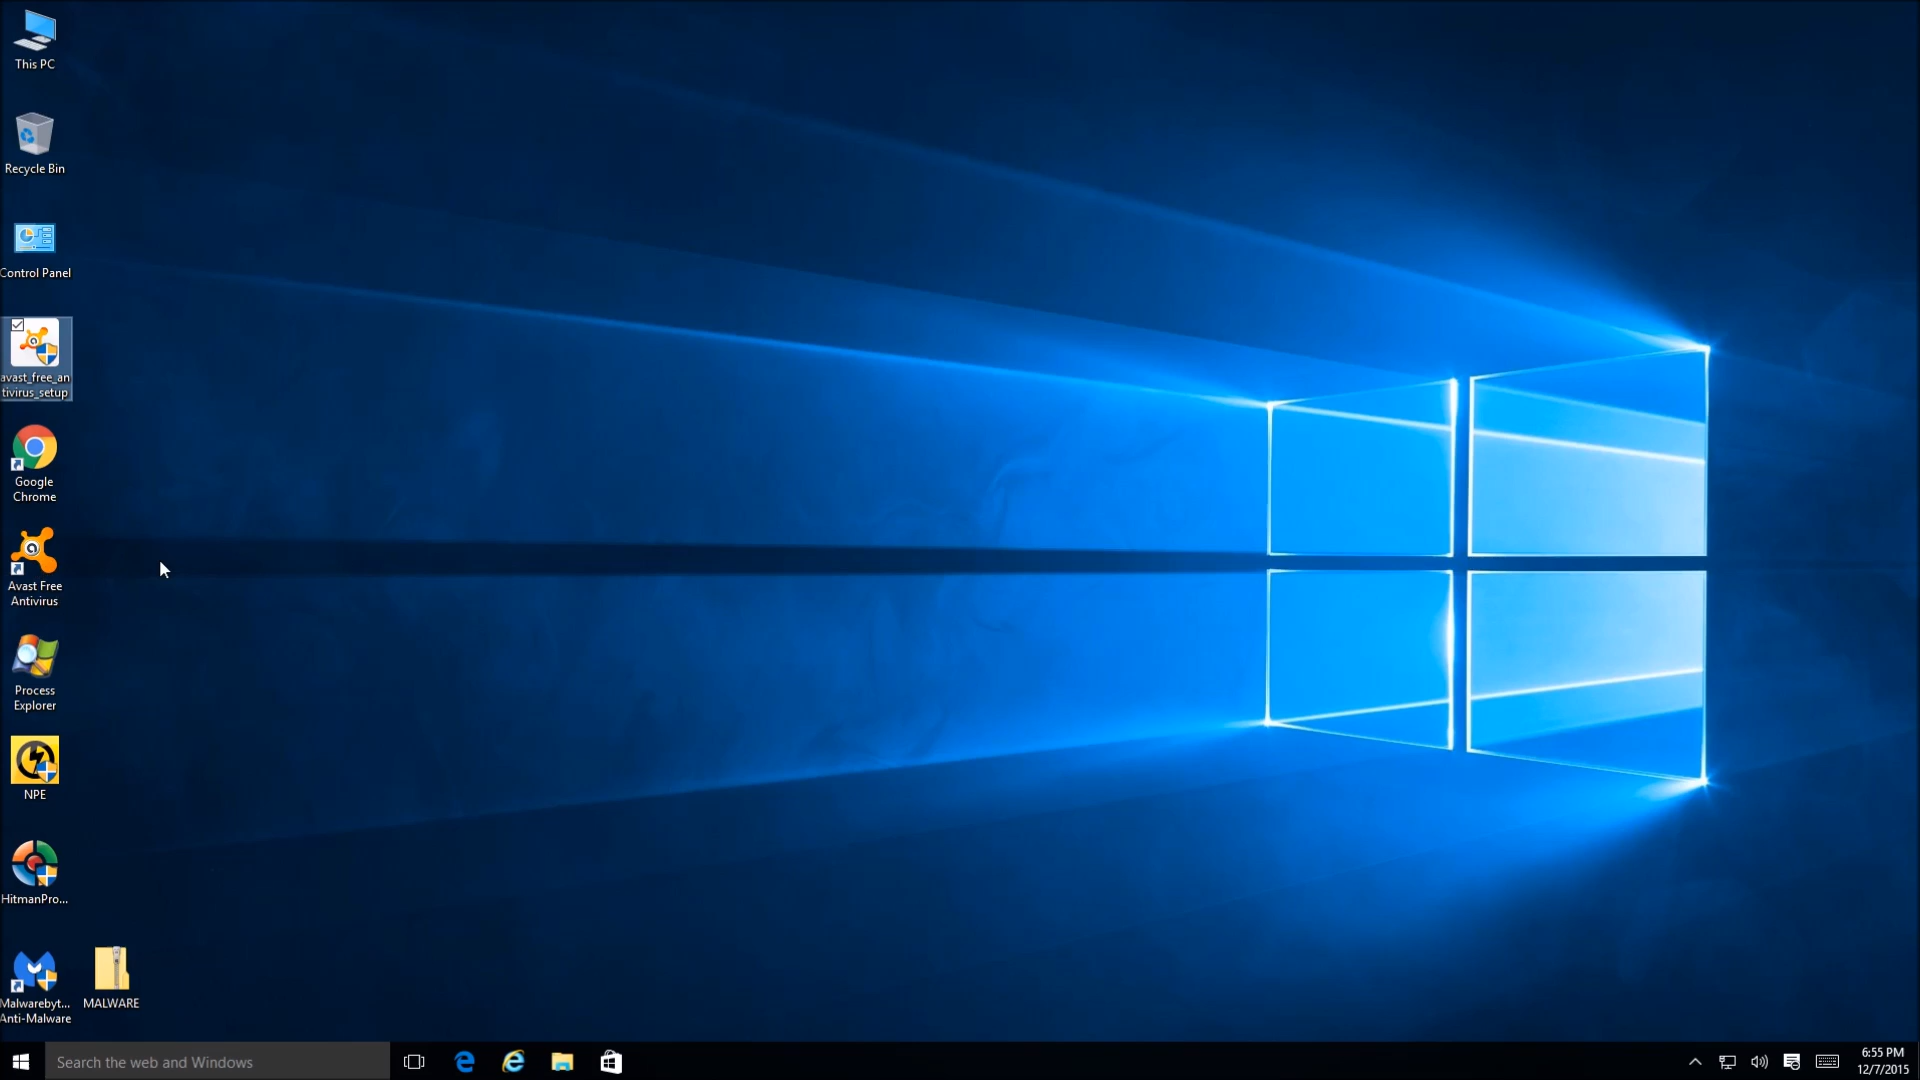 This PC
Recycle Bin
Control Panel
avast_free_an
tivirus_setup
Google
Chrome
Avast Free
Antivirus
Process
Explorer
NPE
HitmanPro...
Malwarebyt...
Anti-Malware
MALWARE
Search the web and Windows
6:55 PM
12/7/2015